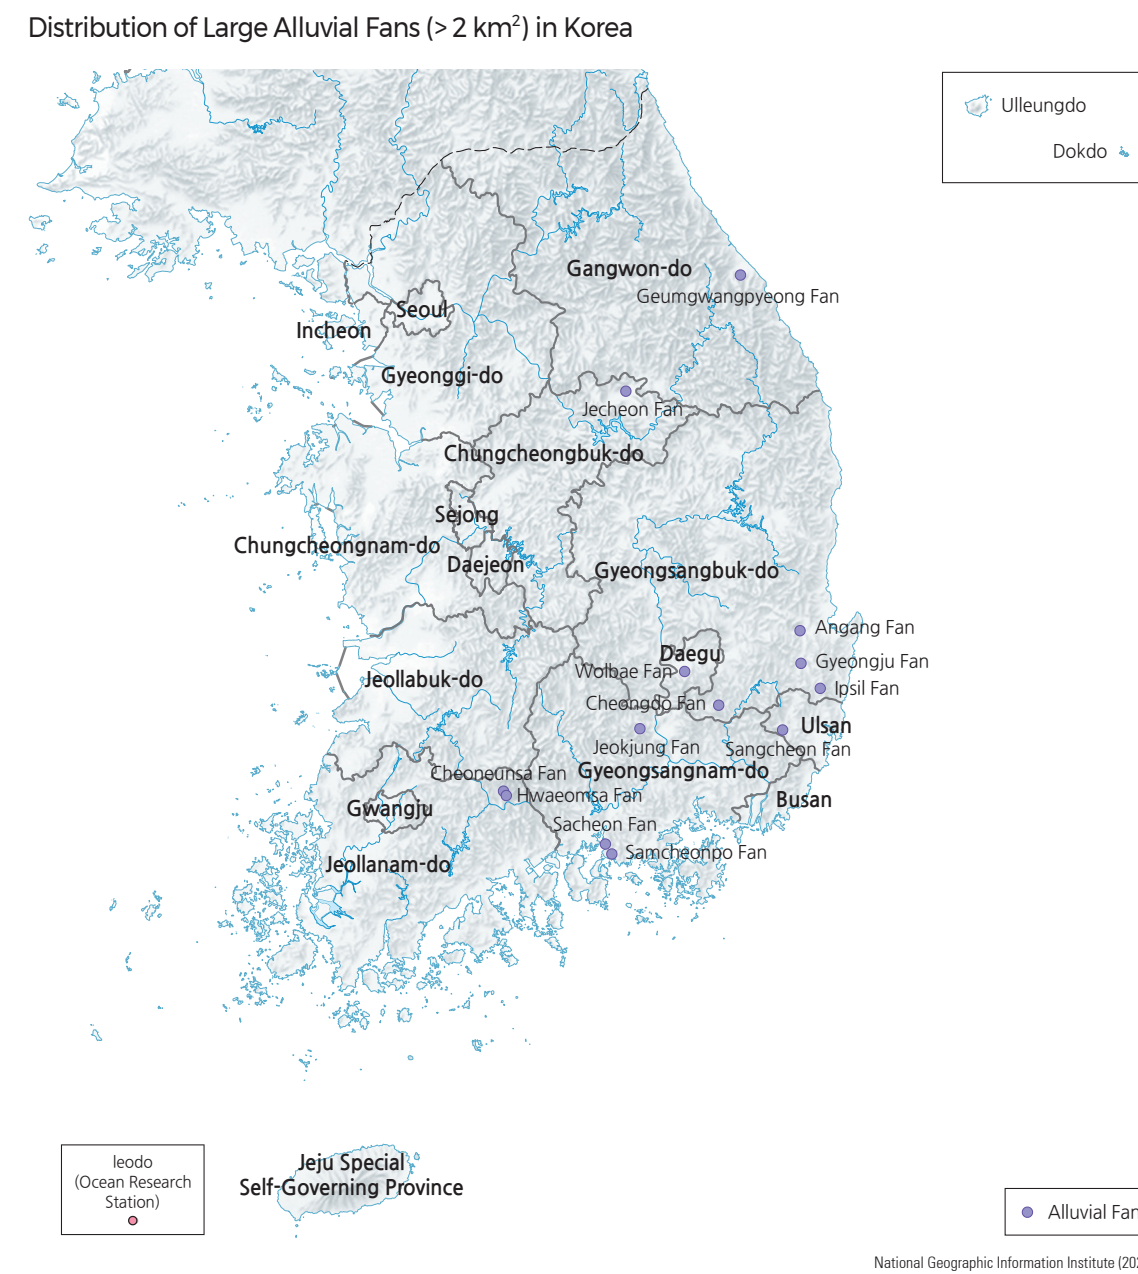 Distribution of Large Alluvial Fans (> 2 km²) in Korea
Ulleungdo
Dokdo
Gangwon-do
Geumgwangpyeong Fan
Seoul
Incheon
Gyeonggi-do
Jecheon Fan
Chungcheongbuk-do
Sejong
Chungcheongnam-do
Daejeon
Gyeongsangbuk-do
Angang Fan
Daegu
Gyeongju Fan
Wolbae Fan
Jeollabuk-do
Ipsil Fan
Cheongdo Fan
Ulsan
Jeokjung Fan
Sangcheon Fan
Cheoneunsa Fan
Gyeongsangnam-do
Hwaeomsa Fan
Busan
Gwangju
Sacheon Fan
Samcheonpo Fan
Jeollanam-do
Ieodo
(Ocean Research
Station)
Jeju Special
Self-Governing Province
Alluvial Fan
National Geographic Information Institute (202